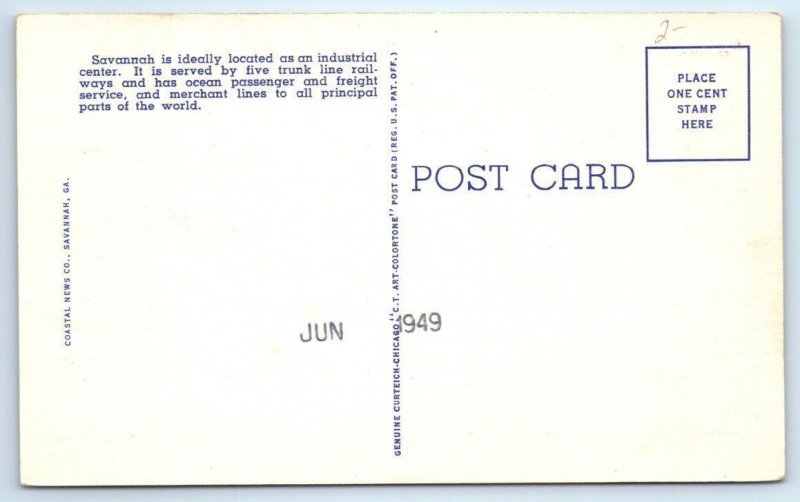 Savannah is ideally located as an industrial
center. It is served by five trunk line rail-
ways and has ocean passenger and freight
service, and merchant lines to all principal
parts of the world.
COASTAL NEWS CO., SAVANNAH, GA.
GENUINE CURTEICH-CHICAGO "C.T. ART-COLORTONE" POST CARD (REG. U.S. PAT. OFF.)
POST CARD
2-
PLACE
ONE CENT
STAMP
HERE
JUN 1949